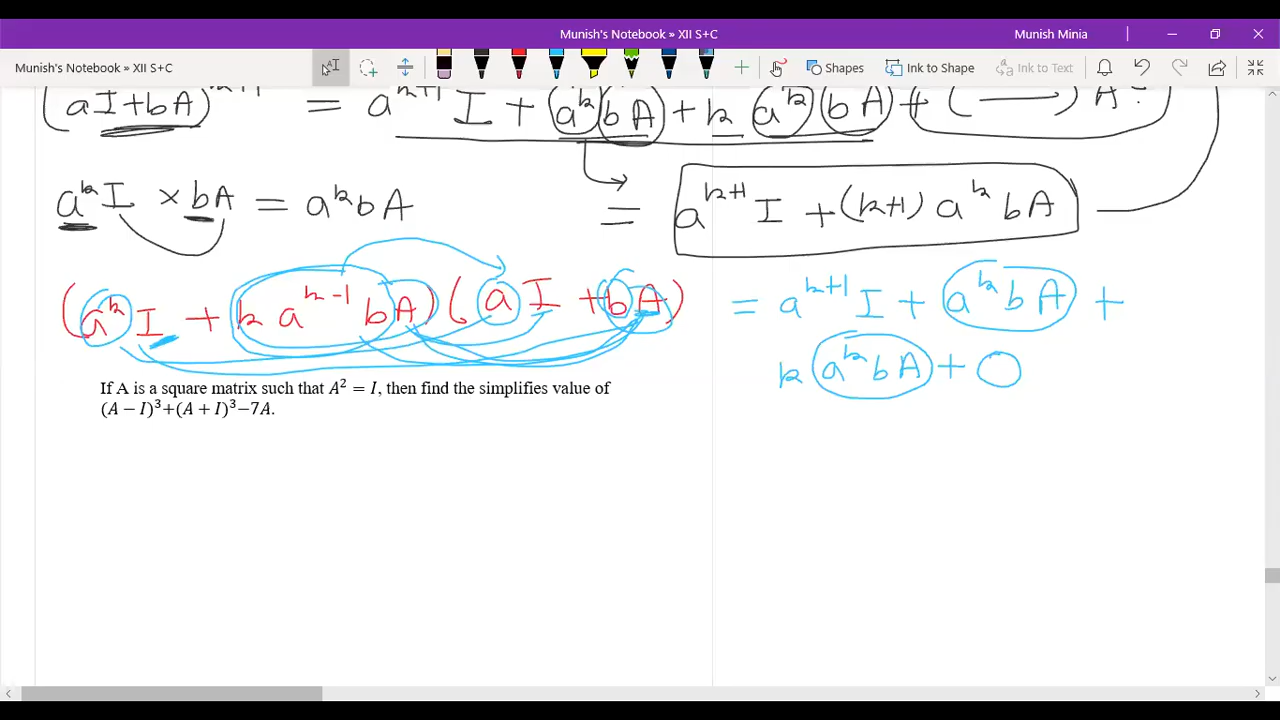 Munish's Notebook » XII S+C
Munish Minia
Munish's Notebook » XII S+C
Shapes
Ink to Shape
Ink to Text
(aI+bA)^{k+1} = a^{k+1} I + a^k bA + k a^k bA + ( ) A²
a^k I × bA = a^k bA
= a^{k+1} I + (k+1) a^k bA
(a^k I + k a^{k-1} bA)(aI + bA)
= a^{k+1} I + a^k bA +
k a^k bA + O
If A is a square matrix such that A² = I, then find the simplifies value of
(A − I)³+(A + I)³−7A.